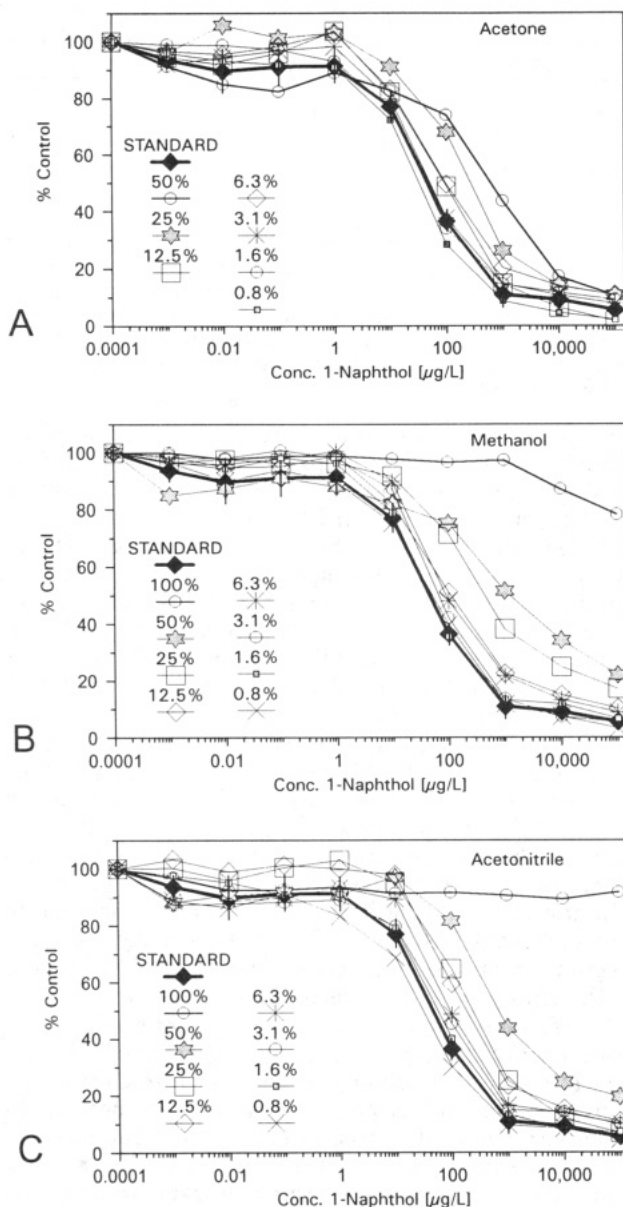 100
Acetone
80
STANDARD
60
50% 6.3%
25% 3.1%
40
12.5% 1.6%
20
0.8%
0
% Control
A
0.0001 0.01 1 100 10,000
Conc. 1-Naphthol [µg/L]
100
Methanol
80
STANDARD
60
100% 6.3%
50% 3.1%
40
25% 1.6%
20
12.5% 0.8%
0
% Control
B
0.0001 0.01 1 100 10,000
Conc. 1-Naphthol [µg/L]
100
Acetonitrile
80
STANDARD
60
100% 6.3%
50% 3.1%
40
25% 1.6%
20
12.5% 0.8%
0
% Control
C
0.0001 0.01 1 100 10,000
Conc. 1-Naphthol [µg/L]